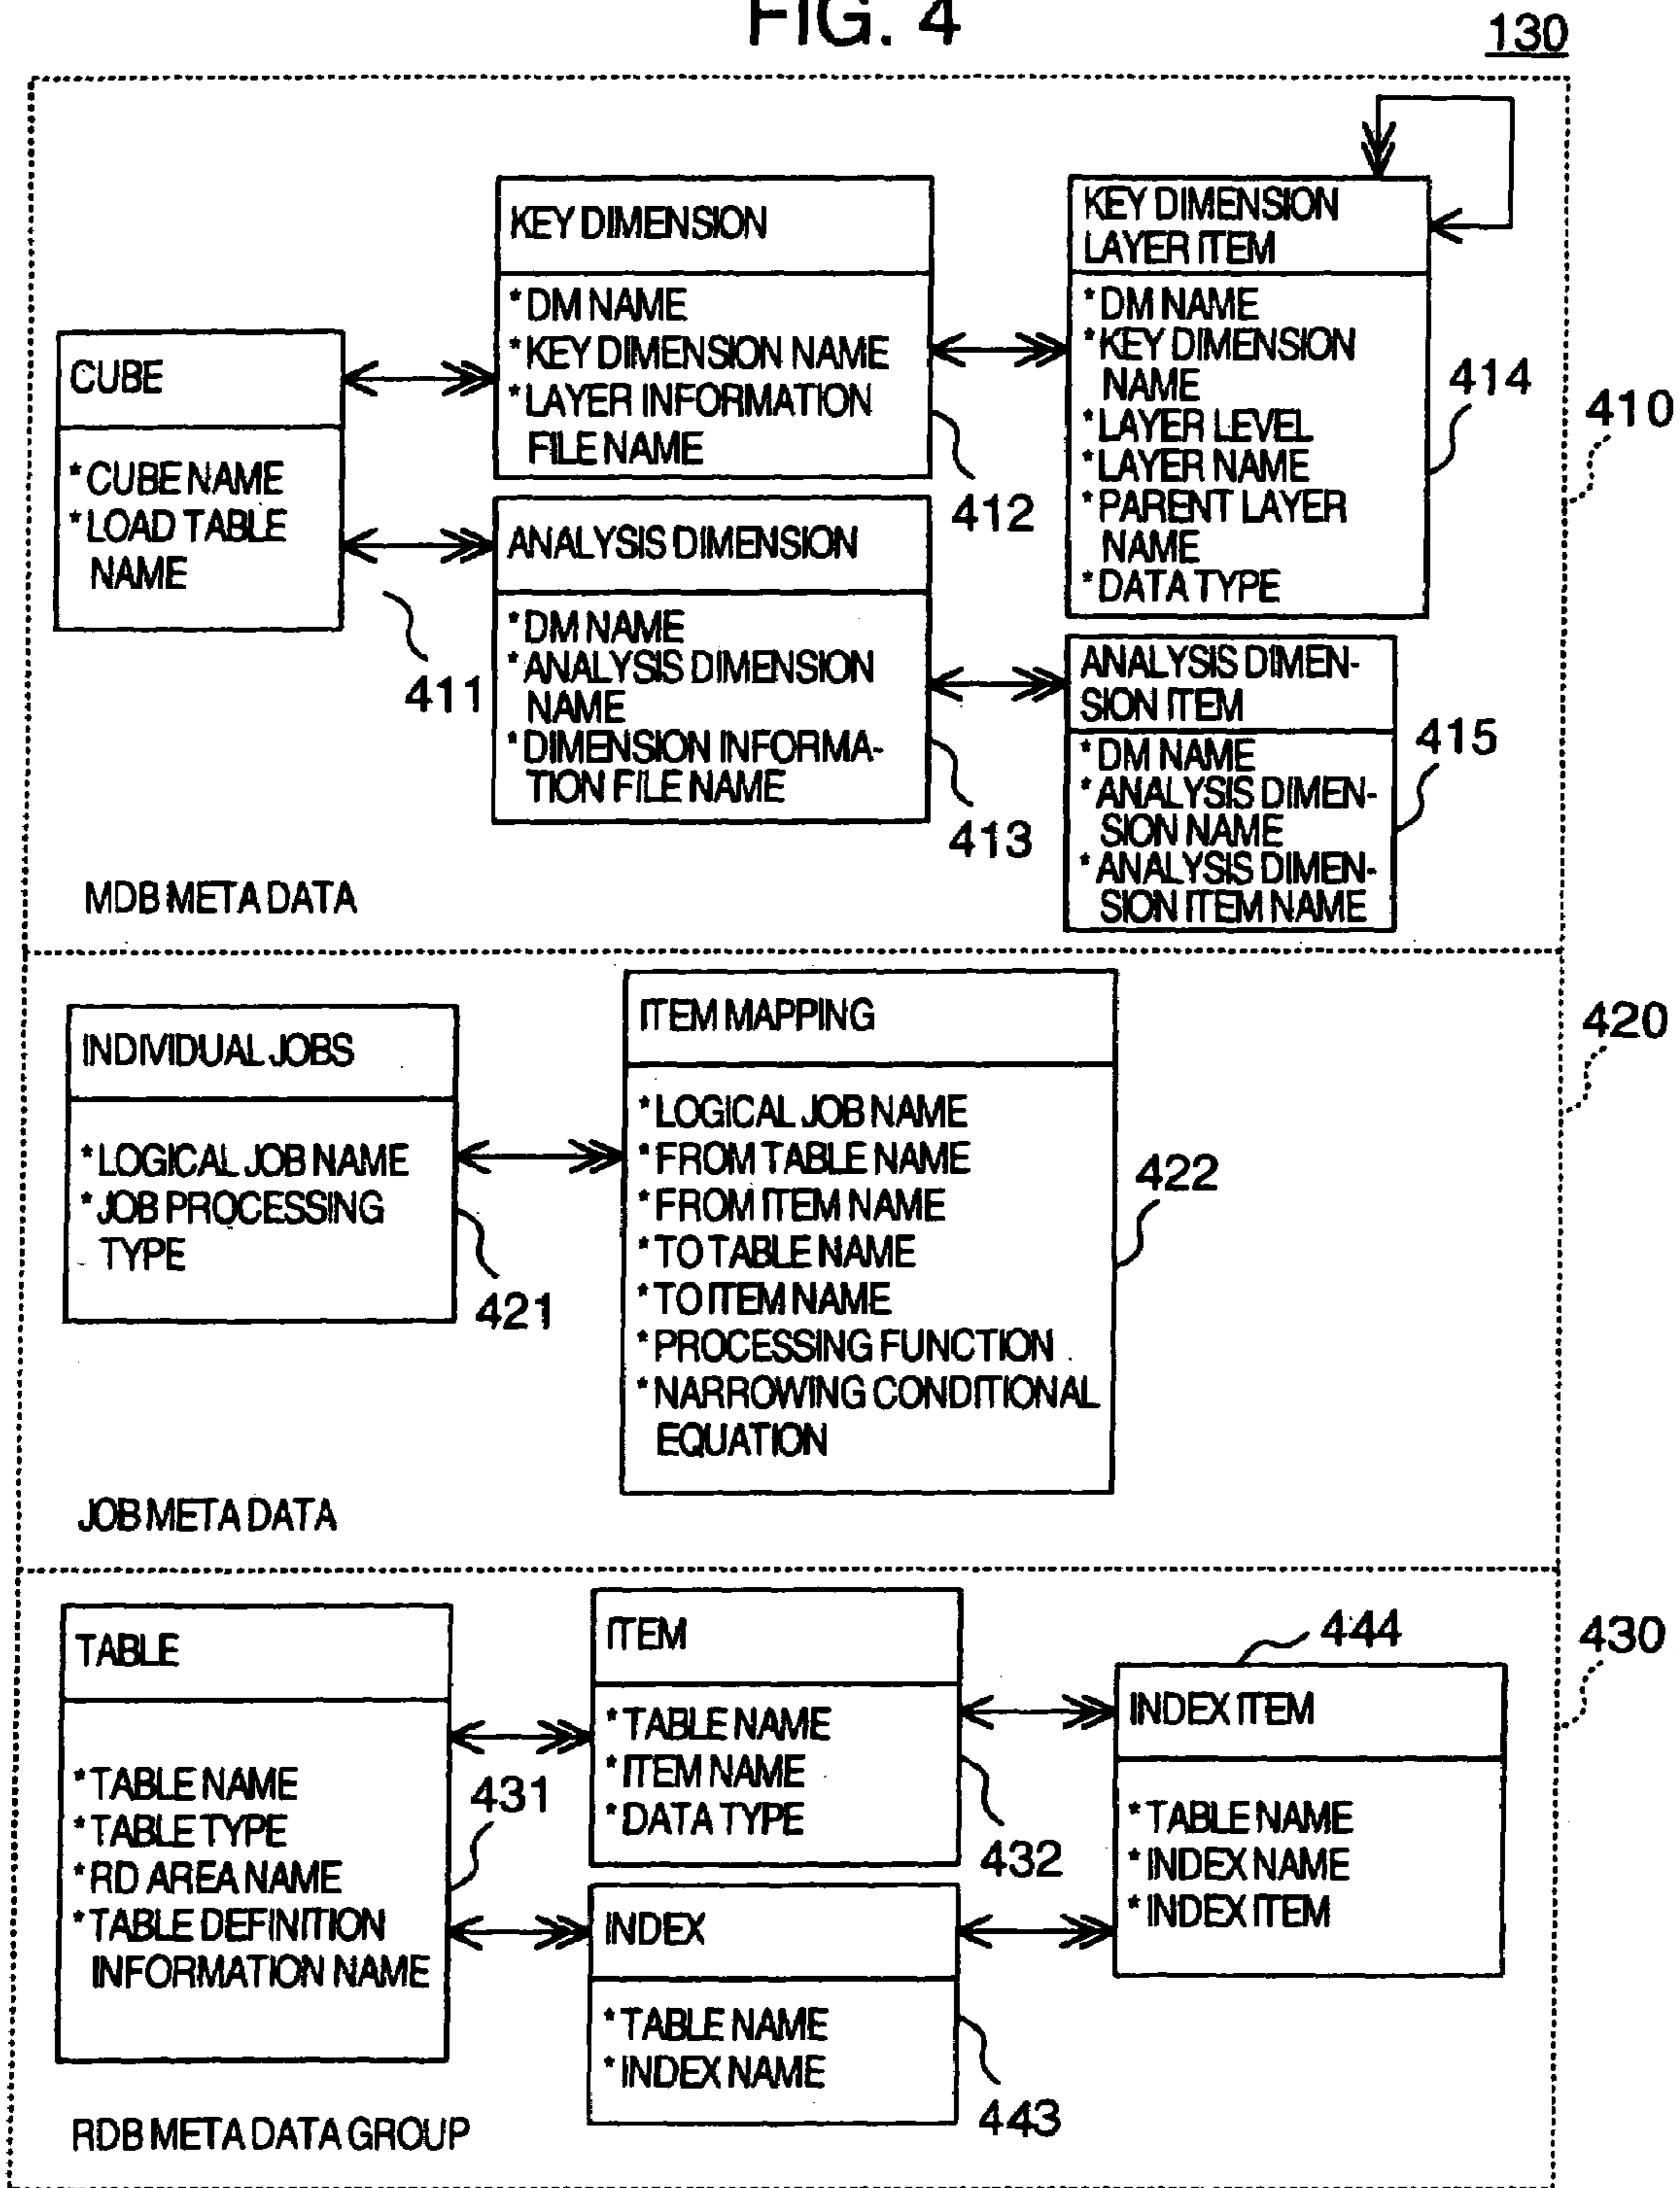 FIG. 4
130
KEY DIMENSION
*DM NAME
*KEY DIMENSION NAME
*LAYER INFORMATION
FILE NAME
412
KEY DIMENSION
LAYER ITEM
*DM NAME
*KEY DIMENSION
NAME
*LAYER LEVEL
*LAYER NAME
*PARENT LAYER
NAME
*DATA TYPE
414
410
CUBE
*CUBE NAME
*LOAD TABLE
NAME
411
ANALYSIS DIMENSION
*DM NAME
*ANALYSIS DIMENSION
NAME
*DIMENSION INFORMA-
TION FILE NAME
413
ANALYSIS DIMEN-
SION ITEM
*DM NAME
*ANALYSIS DIMEN-
SION NAME
*ANALYSIS DIMEN-
SION ITEM NAME
415
MDB META DATA
INDIVIDUAL JOBS
*LOGICAL JOB NAME
*JOB PROCESSING
TYPE
421
ITEM MAPPING
*LOGICAL JOB NAME
*FROM TABLE NAME
*FROM ITEM NAME
*TO TABLE NAME
*TO ITEM NAME
*PROCESSING FUNCTION
*NARROWING CONDITIONAL
EQUATION
422
420
JOB META DATA
TABLE
*TABLE NAME
*TABLE TYPE
*RD AREA NAME
*TABLE DEFINITION
INFORMATION NAME
431
ITEM
*TABLE NAME
*ITEM NAME
*DATA TYPE
432
444
INDEX ITEM
*TABLE NAME
*INDEX NAME
*INDEX ITEM
430
INDEX
*TABLE NAME
*INDEX NAME
443
RDB META DATA GROUP